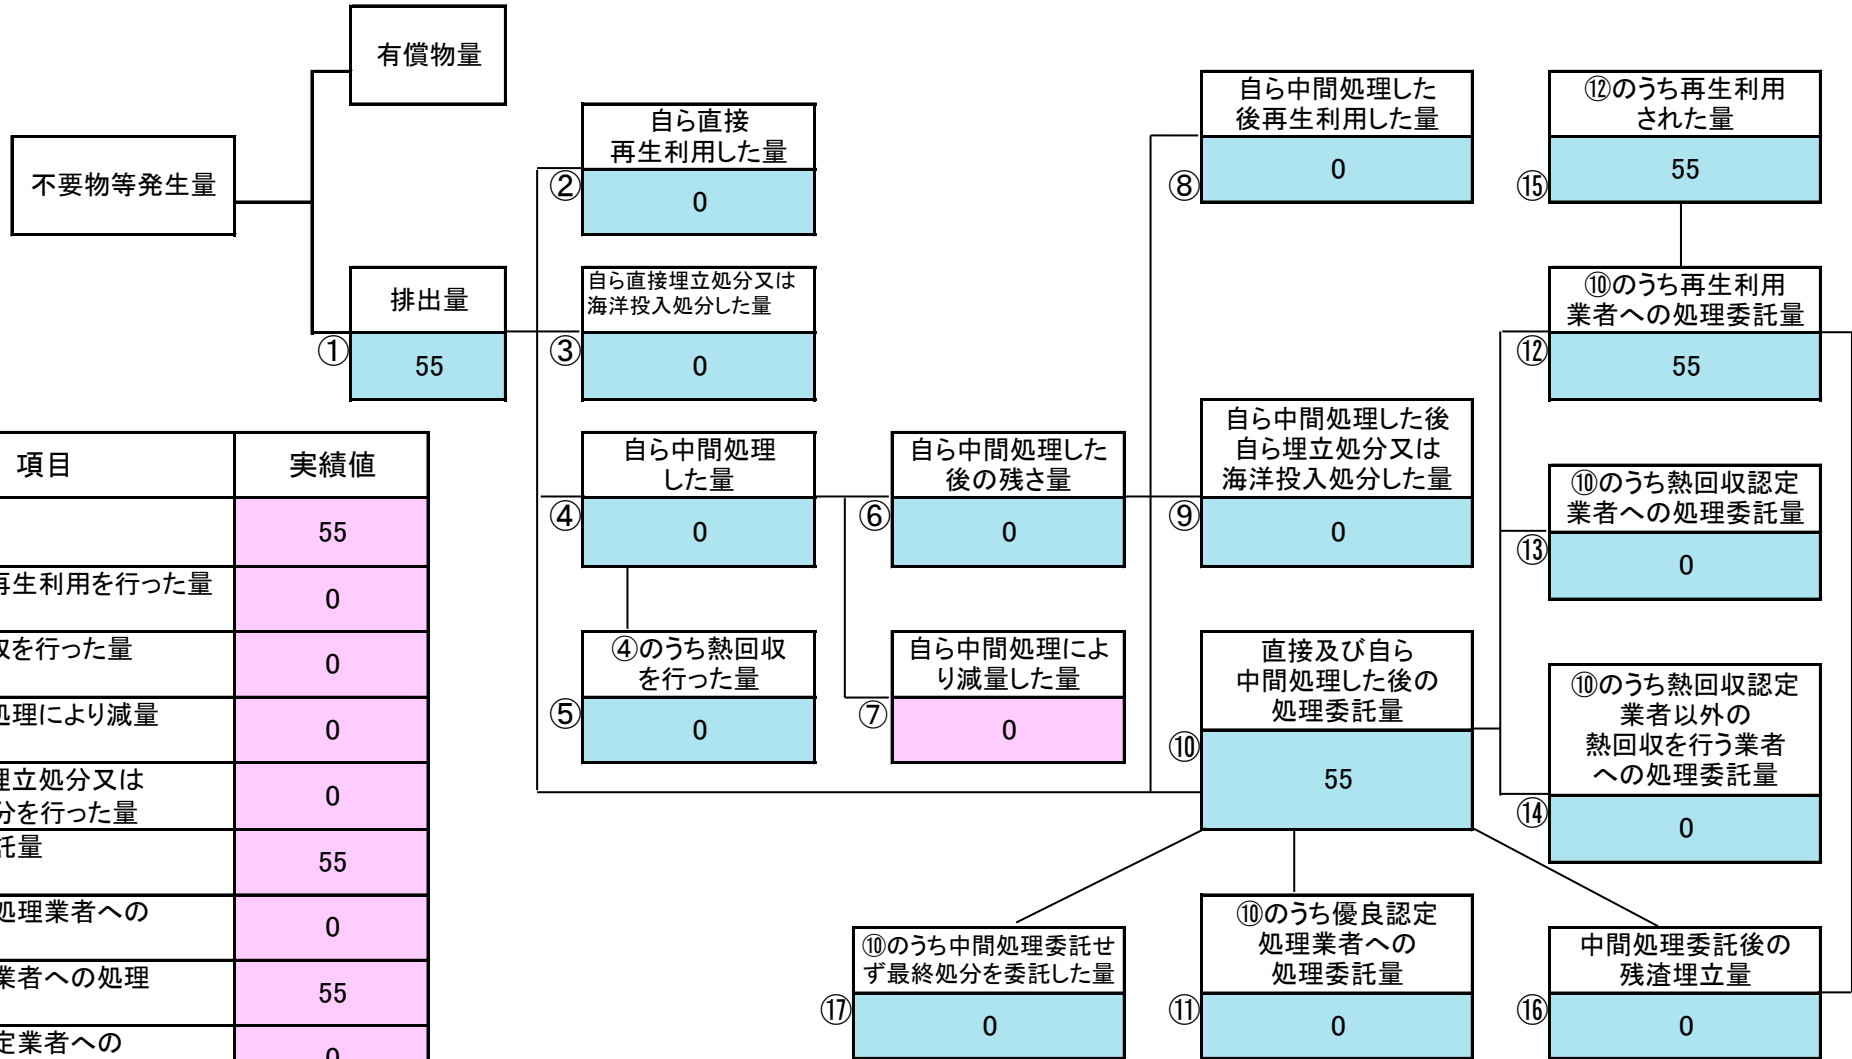 有償物量
不要物等発生量
排出量
①
55
自ら直接
再生利用した量
②
0
自ら直接埋立処分又は
海洋投入処分した量
③
0
自ら中間処理
した量
④
0
④のうち熱回収
を行った量
⑤
0
自ら中間処理した
後の残さ量
⑥
0
自ら中間処理によ
り減量した量
⑦
0
自ら中間処理した
後再生利用した量
⑧
0
自ら中間処理した後
自ら埋立処分又は
海洋投入処分した量
⑨
0
直接及び自ら
中間処理した後の
処理委託量
⑩
55
⑫のうち再生利用
された量
⑮
55
⑩のうち再生利用
業者への処理委託量
⑫
55
⑩のうち熱回収認定
業者への処理委託量
⑬
0
⑩のうち熱回収認定
業者以外の
熱回収を行う業者
への処理委託量
⑭
0
⑩のうち中間処理委託せ
ず最終処分を委託した量
⑰
0
⑩のうち優良認定
処理業者への
処理委託量
⑪
0
中間処理委託後の
残渣埋立量
⑯
0
項目
実績値
55
再生利用を行った量
0
を行った量
0
処理により減量
0
埋立処分又は
分を行った量
0
託量
55
処理業者への
0
業者への処理
55
定業者への
0